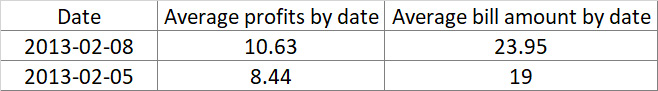 Date Average profits by date Average bill amount by date
2013-02-08 10.63 23.95
2013-02-05 8.44 19